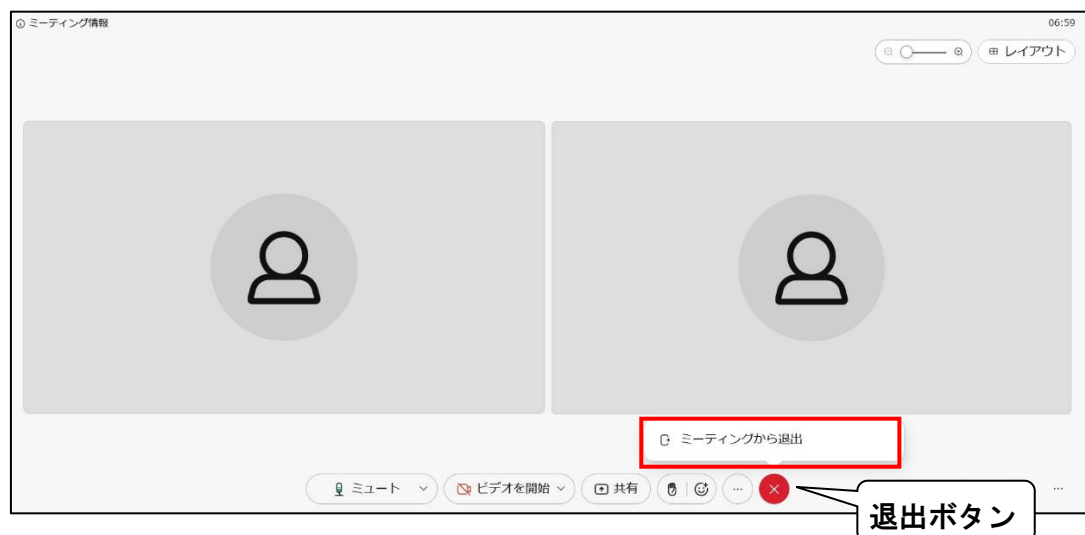 ミーティング情報
06:59
レイアウト
ミーティングから退出
ミュート
ビデオを開始
共有
退出ボタン